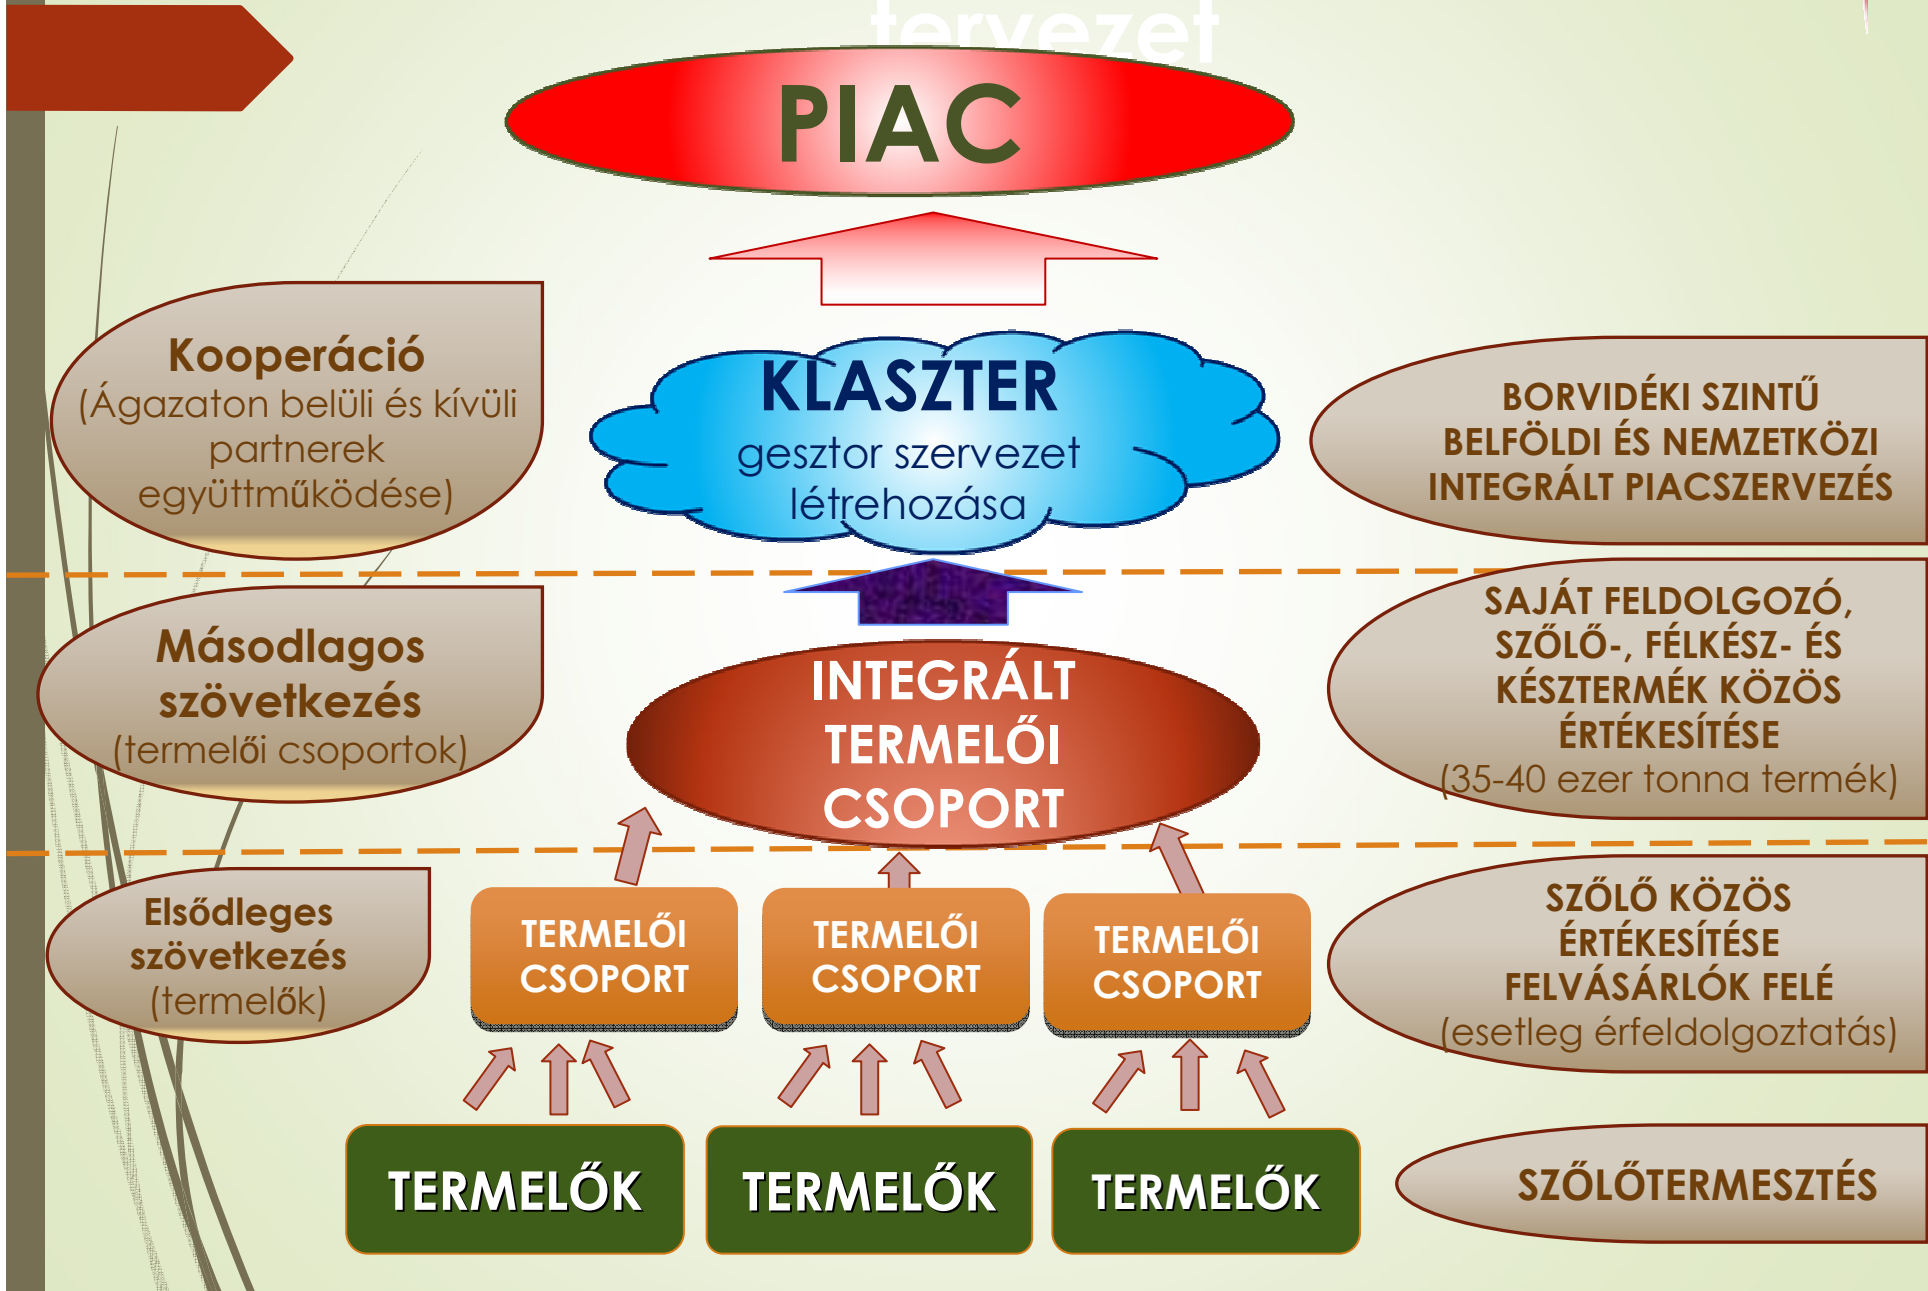 tervezet
PIAC
Kooperáció
(Ágazaton belüli és kívüli
partnerek
együttműködése)
KLASZTER
gesztor szervezet
létrehozása
BORVIDÉKI SZINTŰ
BELFÖLDI ÉS NEMZETKÖZI
INTEGRÁLT PIACSZERVEZÉS
Másodlagos
szövetkezés
(termelői csoportok)
INTEGRÁLT
TERMELŐI
CSOPORT
SAJÁT FELDOLGOZÓ,
SZŐLŐ-, FÉLKÉSZ- ÉS
KÉSZTERMÉK KÖZÖS
ÉRTÉKESÍTÉSE
(35-40 ezer tonna termék)
Elsődleges
szövetkezés
(termelők)
TERMELŐI
CSOPORT
TERMELŐI
CSOPORT
TERMELŐI
CSOPORT
SZŐLŐ KÖZÖS
ÉRTÉKESÍTÉSE
FELVÁSÁRLÓK FELÉ
(esetleg érfeldolgoztatás)
TERMELŐK
TERMELŐK
TERMELŐK
SZŐLŐTERMESZTÉS